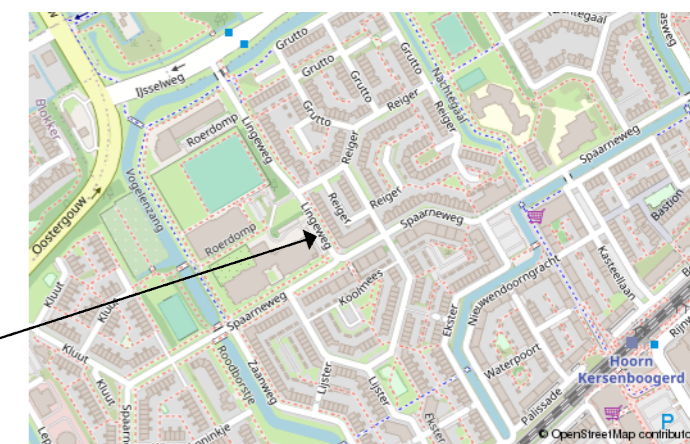 Grutto
Nachtegaal
Grutto
Grutto
Grutto
Grutto
IJsselweg
Nachtegaal
Reiger
Reiger
Blokker
Roerdomp
Lingeweg
Reiger
Spaarneweg
Vogelenzang
Oostergouw
Reiger
Reiger
Lingeweg
Spaarneweg
Bastion
Roerdomp
Kasteellaan
Nieuwendoorngracht
Kluut
Kluut
Koolmees
Spaarneweg
Ekster
Kluut
Roodborstje
Zaanweg
Waterpoort
Hoorn
Kersenboogerd
Kluut
Lijster
Lijster
Palissade
Ekster
P
© OpenStreetMap contributo